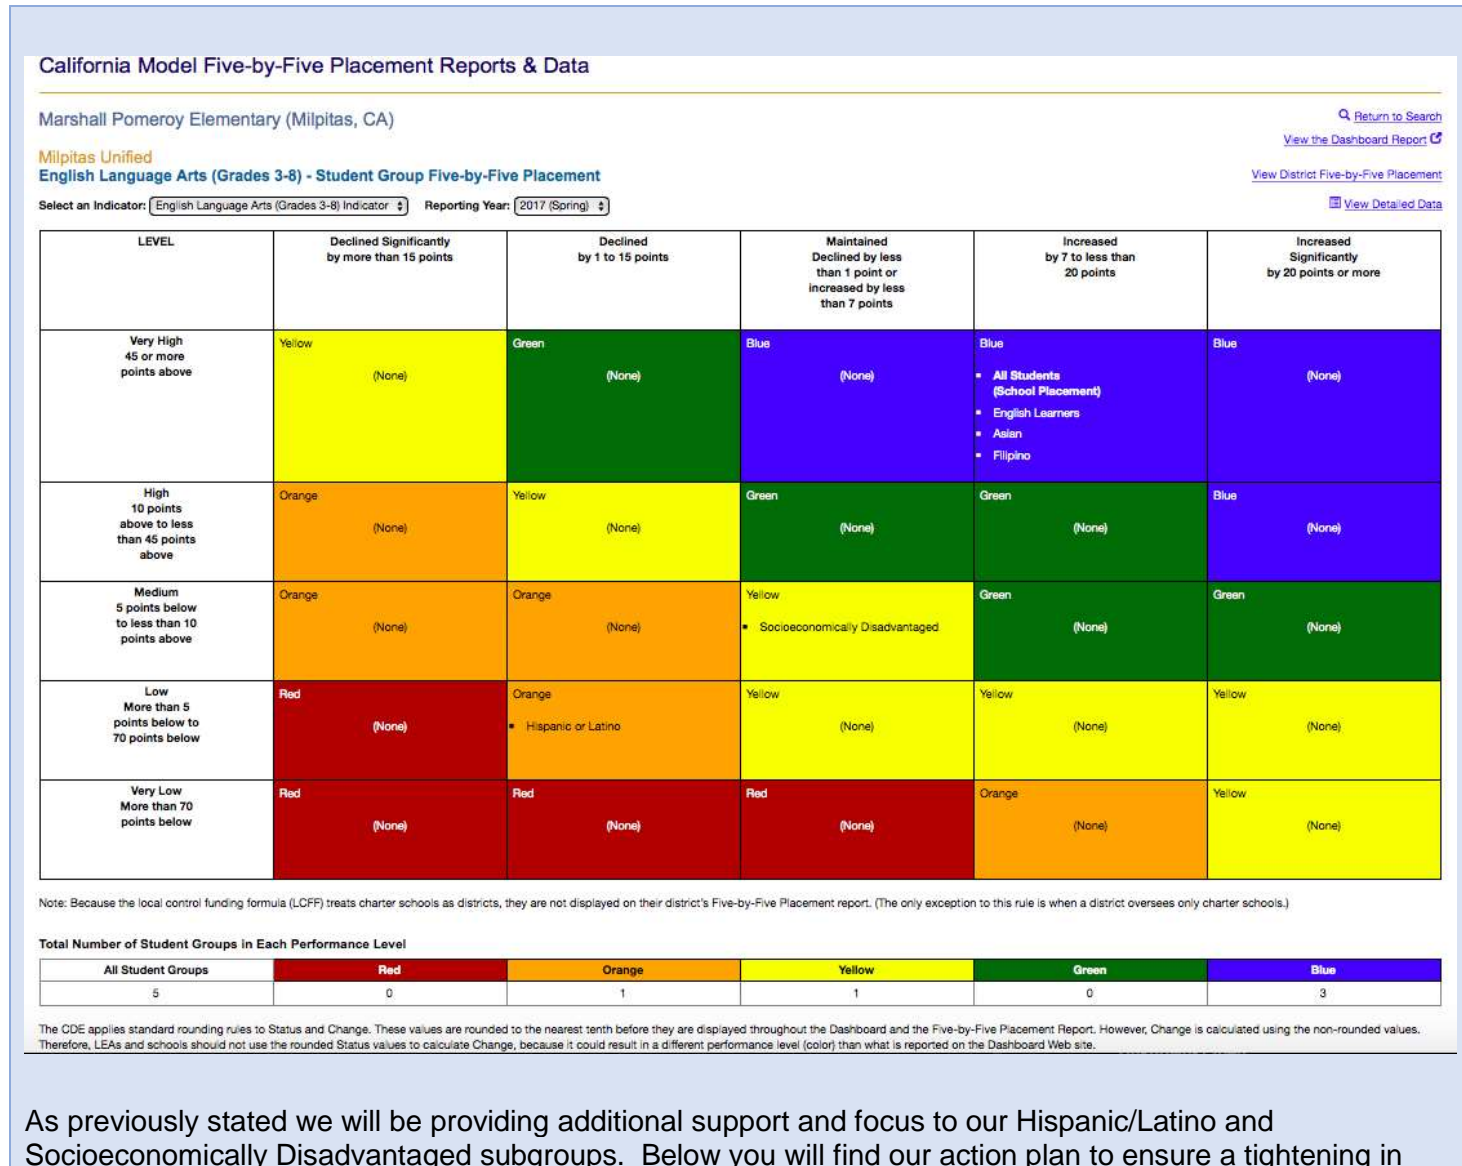 California Model Five-by-Five Placement Reports & Data
Marshall Pomeroy Elementary (Milpitas, CA)
Return to Search
View the Dashboard Report
Milpitas Unified
English Language Arts (Grades 3-8) - Student Group Five-by-Five Placement
View District Five-by-Five Placement
Select an Indicator: English Language Arts (Grades 3-8) Indicator Reporting Year: 2017 (Spring)
View Detailed Data
LEVEL
Declined Significantly
by more than 15 points
Declined
by 1 to 15 points
Maintained
Declined by less
than 1 point or
increased by less
than 7 points
Increased
by 7 to less than
20 points
Increased
Significantly
by 20 points or more
Very High
45 or more
points above
Yellow
(None)
Green
(None)
Blue
(None)
Blue
▪ All Students
(School Placement)
▪ English Learners
▪ Asian
▪ Filipino
Blue
(None)
High
10 points
above to less
than 45 points
above
Orange
(None)
Yellow
(None)
Green
(None)
Green
(None)
Blue
(None)
Medium
5 points below
to less than 10
points above
Orange
(None)
Orange
(None)
Yellow
▪ Socioeconomically Disadvantaged
Green
(None)
Green
(None)
Low
More than 5
points below to
70 points below
Red
(None)
Orange
▪ Hispanic or Latino
Yellow
(None)
Yellow
(None)
Yellow
(None)
Very Low
More than 70
points below
Red
(None)
Red
(None)
Red
(None)
Orange
(None)
Yellow
(None)
Note: Because the local control funding formula (LCFF) treats charter schools as districts, they are not displayed on their district's Five-by-Five Placement report. (The only exception to this rule is when a district oversees only charter schools.)
Total Number of Student Groups in Each Performance Level
All Student Groups Red Orange Yellow Green Blue
5 0 1 1 0 3
The CDE applies standard rounding rules to Status and Change. These values are rounded to the nearest tenth before they are displayed throughout the Dashboard and the Five-by-Five Placement Report. However, Change is calculated using the non-rounded values.
Therefore, LEAs and schools should not use the rounded Status values to calculate Change, because it could result in a different performance level (color) than what is reported on the Dashboard Web site.
As previously stated we will be providing additional support and focus to our Hispanic/Latino and
Socioeconomically Disadvantaged subgroups. Below you will find our action plan to ensure a tightening in